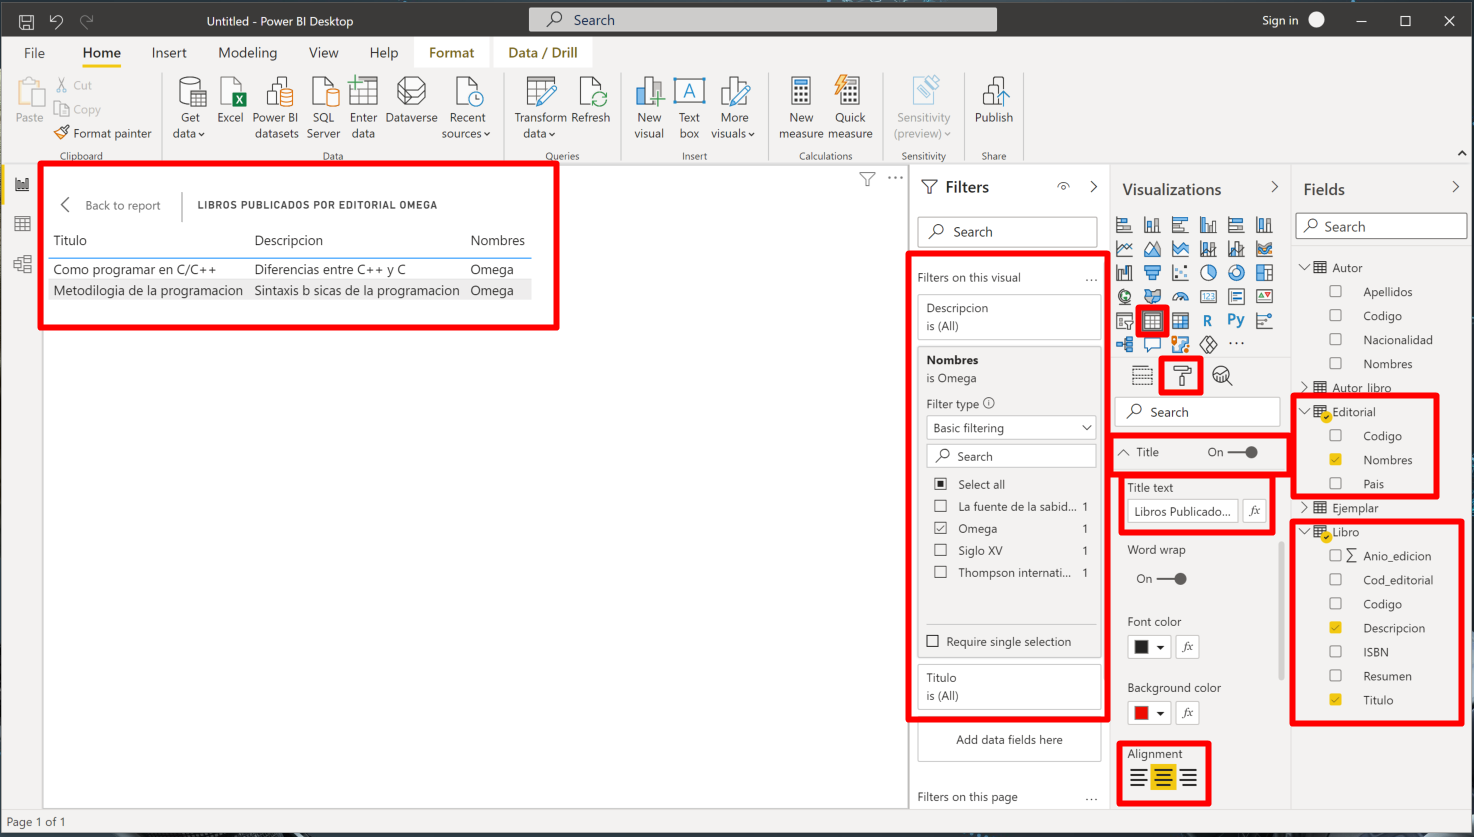 Untitled - Power BI Desktop
Search
Sign in
File Home Insert Modeling View Help Format Data / Drill
Paste
Cut
Copy
Format painter
Clipboard
Get data
Excel
Power BI datasets
SQL Server
Enter data
Dataverse
Recent sources
Data
Transform data
Refresh
Queries
New visual
Text box
More visuals
Insert
New measure
Quick measure
Calculations
Sensitivity (preview)
Sensitivity
Publish
Share
Back to report
LIBROS PUBLICADOS POR EDITORIAL OMEGA
Titulo Descripcion Nombres
Como programar en C/C++ Diferencias entre C++ y C Omega
Metodilogia de la programacion Sintaxis b sicas de la programacion Omega
Filters
Search
Filters on this visual
Descripcion
is (All)
Nombres
is Omega
Filter type
Basic filtering
Search
Select all
La fuente de la sabid... 1
Omega 1
Siglo XV 1
Thompson internati... 1
Require single selection
Titulo
is (All)
Add data fields here
Filters on this page
Visualizations
123
R Py
Search
Title On
Title text
Libros Publicado... fx
Word wrap
On
Font color
fx
Background color
fx
Alignment
Fields
Search
Autor
Apellidos
Codigo
Nacionalidad
Nombres
Autor_libro
Editorial
Codigo
Nombres
Pais
Ejemplar
Libro
∑ Anio_edicion
Cod_editorial
Codigo
Descripcion
ISBN
Resumen
Titulo
Page 1 of 1